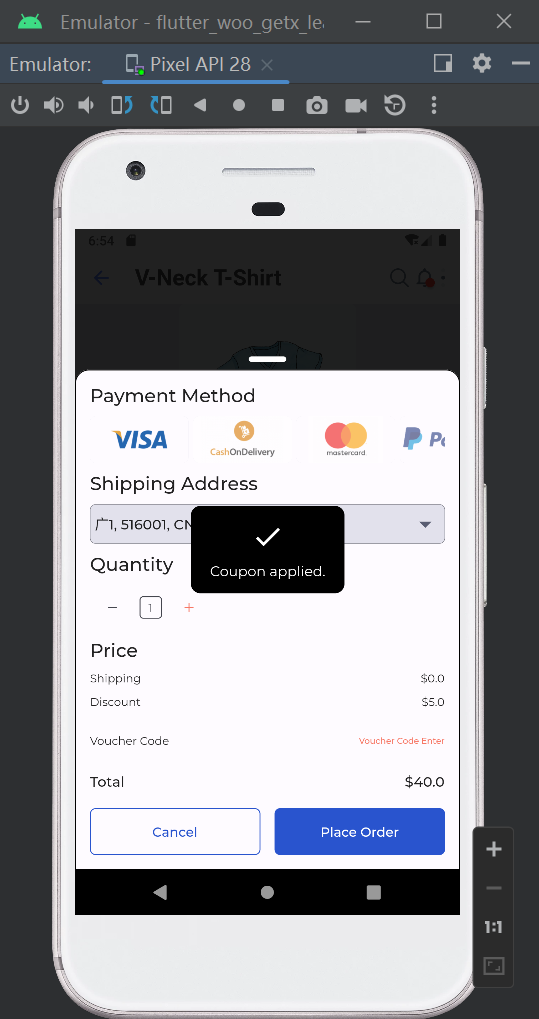 Emulator - flutter_woo_getx_le
Emulator: Pixel API 28
6:54
V-Neck T-Shirt
Payment Method
VISA CashOnDelivery mastercard
Shipping Address
广1, 516001, CN
Coupon applied.
Quantity
1
Price
Shipping $0.0
Discount $5.0
Voucher Code Voucher Code Enter
Total $40.0
Cancel Place Order
1:1